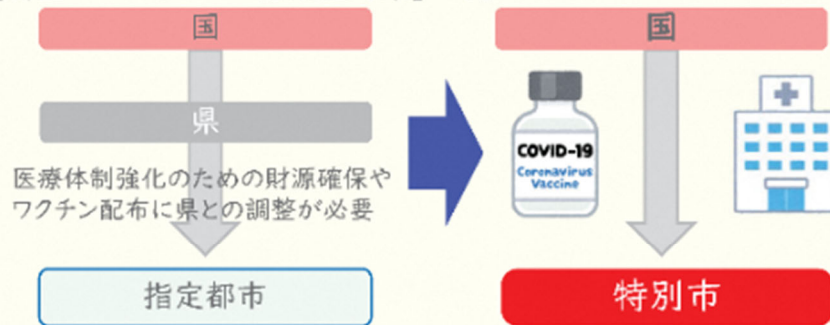 国
県
医療体制強化のための財源確保や
ワクチン配布に県との調整が必要
指定都市
国
COVID-19
Coronavirus
Vaccine
特別市